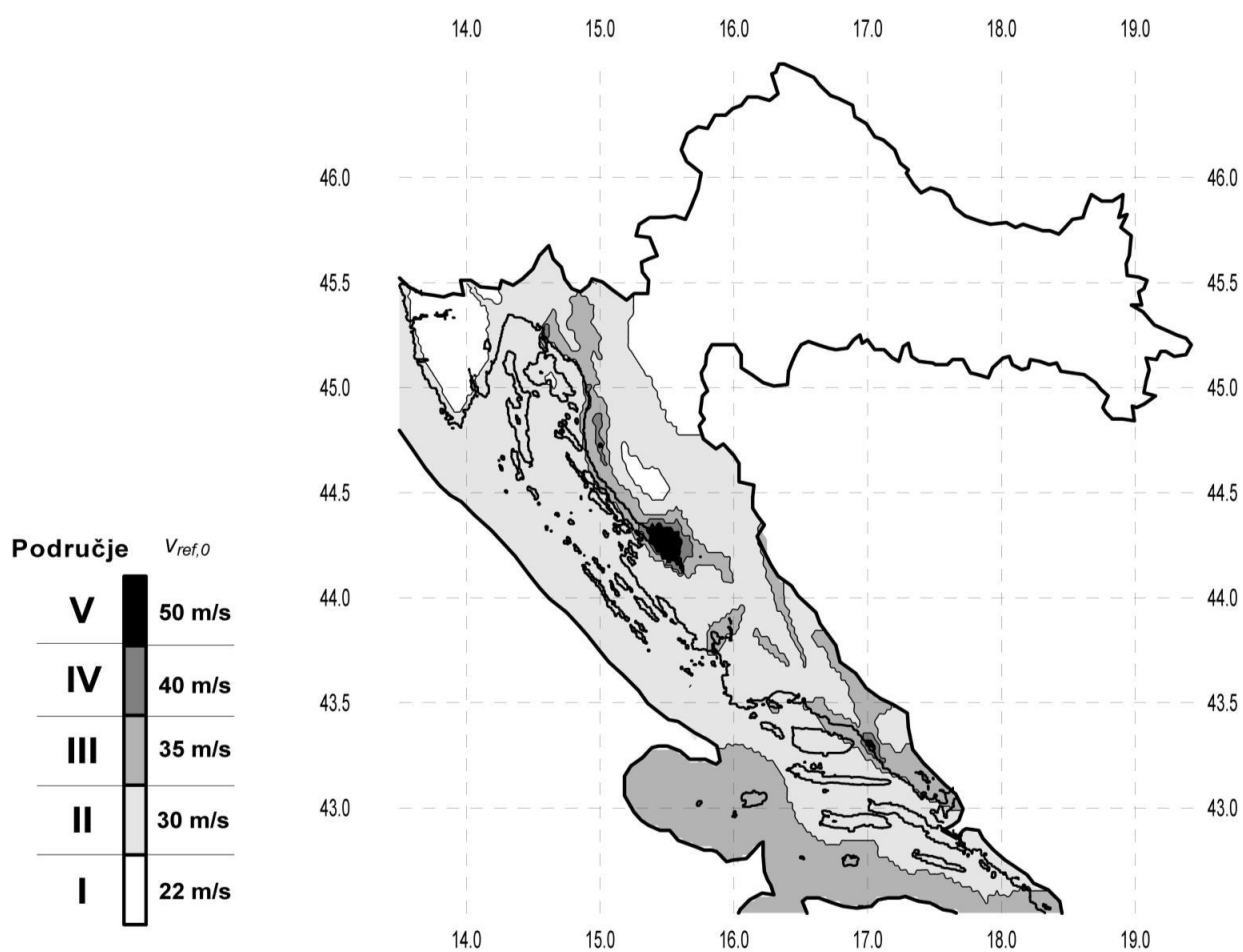 14.0 15.0 16.0 17.0 18.0 19.0
46.0 46.0
45.5 45.5
45.0 45.0
44.5 44.5
Područje Vref,0
V 50 m/s
44.0 44.0
IV 40 m/s
43.5 43.5
III 35 m/s
II 30 m/s
43.0 43.0
I 22 m/s
14.0 15.0 16.0 17.0 18.0 19.0